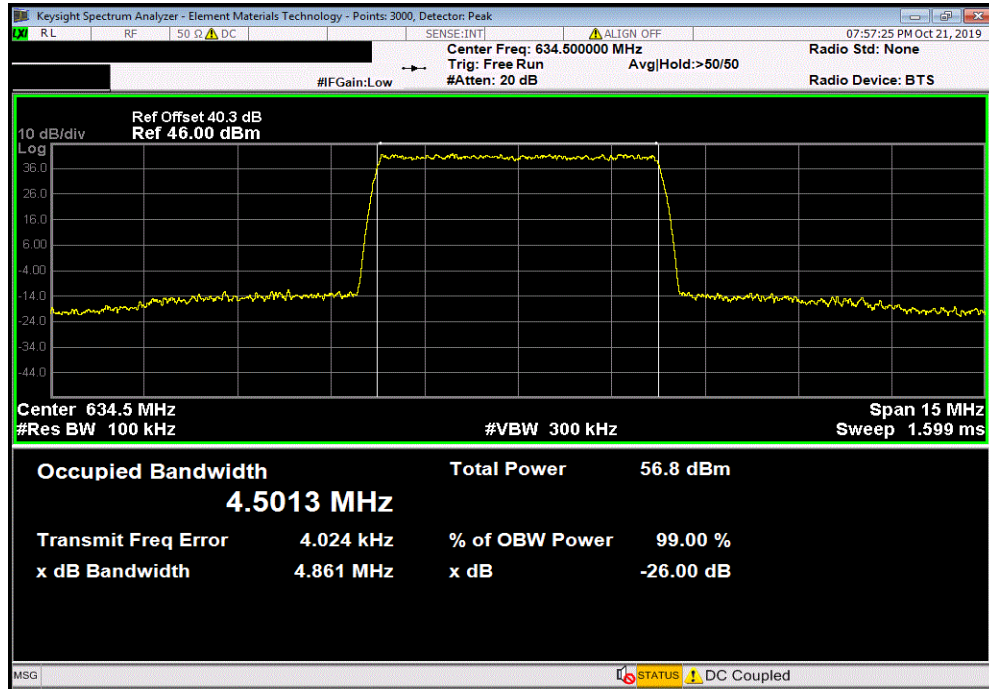 Keysight Spectrum Analyzer - Element Materials Technology - Points: 3000, Detector: Peak
LXI RL RF 50 Ω DC SENSE:INT ALIGN OFF 07:57:25 PM Oct 21, 2019
Center Freq: 634.500000 MHz Radio Std: None
Trig: Free Run Avg|Hold:>50/50
#IFGain:Low #Atten: 20 dB Radio Device: BTS
Ref Offset 40.3 dB
10 dB/div Ref 46.00 dBm
Log
36.0
26.0
16.0
6.00
-4.00
-14.0
-24.0
-34.0
-44.0
Center 634.5 MHz Span 15 MHz
#Res BW 100 kHz #VBW 300 kHz Sweep 1.599 ms
Occupied Bandwidth Total Power 56.8 dBm
4.5013 MHz
Transmit Freq Error 4.024 kHz % of OBW Power 99.00 %
x dB Bandwidth 4.861 MHz x dB -26.00 dB
MSG STATUS DC Coupled